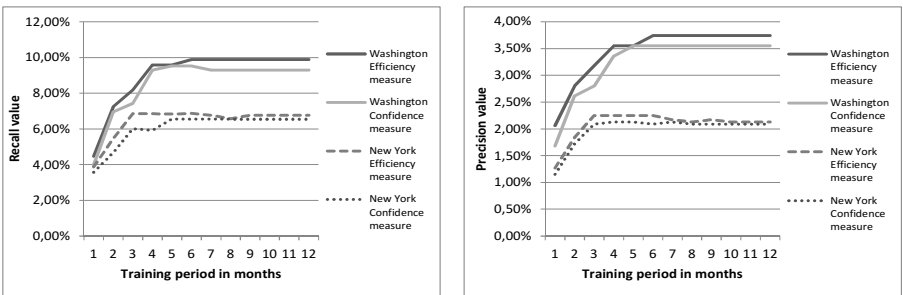 12,00%
10,00%
8,00%
6,00%
4,00%
2,00%
0,00%
Recall value
1 2 3 4 5 6 7 8 9 10 11 12
Training period in months
Washington
Efficiency
measure
Washington
Confidence
measure
New York
Efficiency
measure
New York
Confidence
measure
4,00%
3,50%
3,00%
2,50%
2,00%
1,50%
1,00%
0,50%
0,00%
Precision value
1 2 3 4 5 6 7 8 9 10 11 12
Training period in months
Washington
Efficiency
measure
Washington
Confidence
measure
New York
Efficiency
measure
New York
Confidence
measure